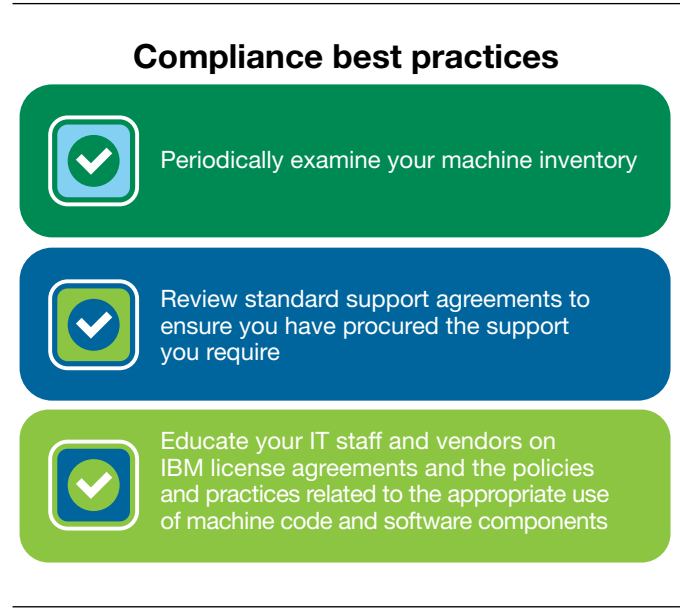 Compliance best practices
Periodically examine your machine inventory
Review standard support agreements to
ensure you have procured the support
you require
Educate your IT staff and vendors on
IBM license agreements and the policies
and practices related to the appropriate use
of machine code and software components